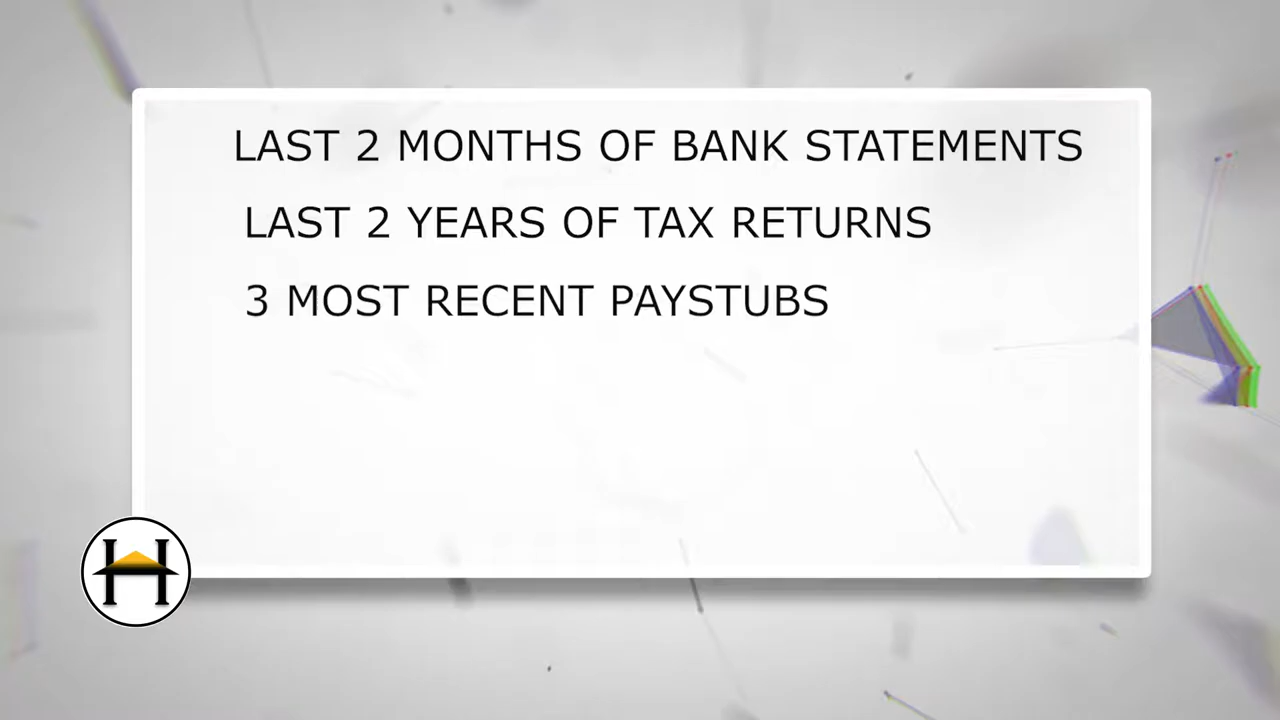 LAST 2 MONTHS OF BANK STATEMENTS
LAST 2 YEARS OF TAX RETURNS
3 MOST RECENT PAYSTUBS
H